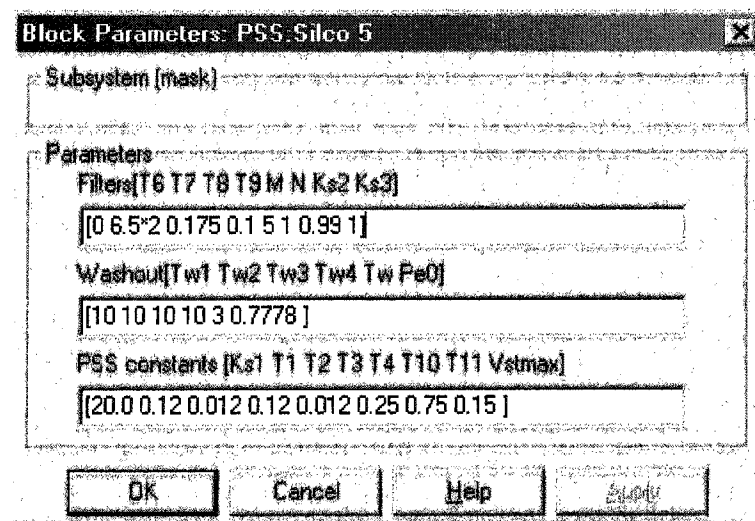 Block Parameters: PSS.Silco 5
Subsystem (mask)
Parameters
Filters[T6 T7 T8 T9 M N Ks2 Ks3]
[0 6.5*2 0.175 0.1 5 1 0.99 1]
Washout[Tw1 Tw2 Tw3 Tw4 Tw Pe0]
[10 10 10 10 3 0.7778 ]
PSS constants [Ks1 T1 T2 T3 T4 T10 T11 Vstmax]
[20.0 0.12 0.012 0.12 0.012 0.25 0.75 0.15 ]
OK Cancel Help Apply